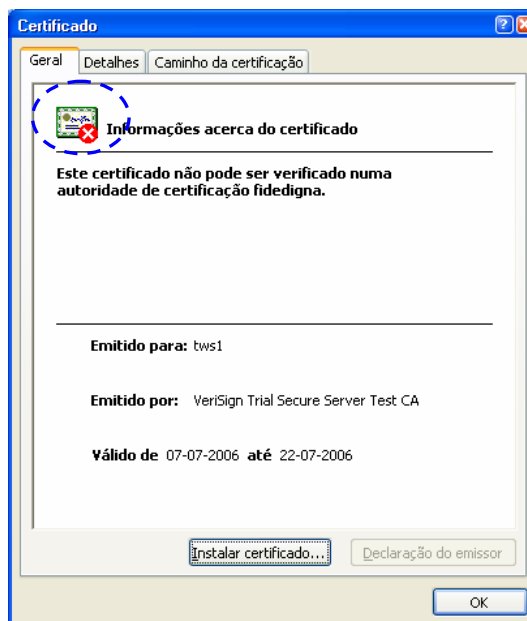 Certificado
Geral Detalhes Caminho da certificação
Informações acerca do certificado
Este certificado não pode ser verificado numa
autoridade de certificação fidedigna.
Emitido para: tws1
Emitido por: VeriSign Trial Secure Server Test CA
Válido de 07-07-2006 até 22-07-2006
Instalar certificado... Declaração do emissor
OK